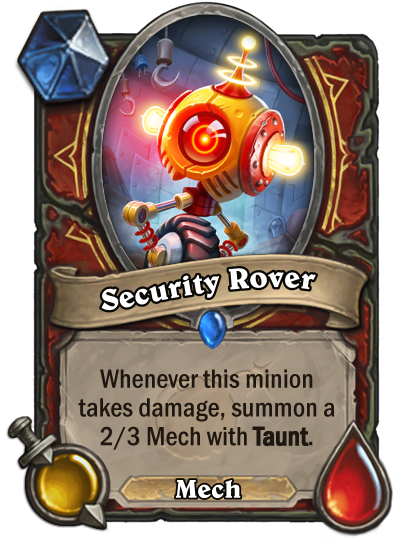 Security Rover
Whenever this minion
takes damage, summon a
2/3 Mech with Taunt.
Mech